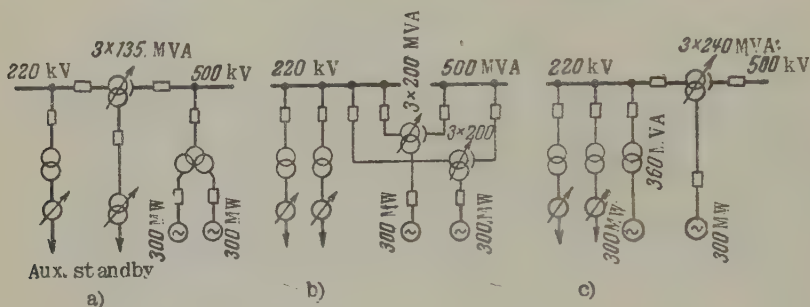 3×135. MVA
220 kV
500 kV
300 MW
300 MW
Aux. standby
a)
220 kV
3×200 MVA
500 MVA
3×200
300 MW
300 MW
b)
3×240 MVA:
220 kV
500 kV
360 MVA
300 MW
300 MW
c)